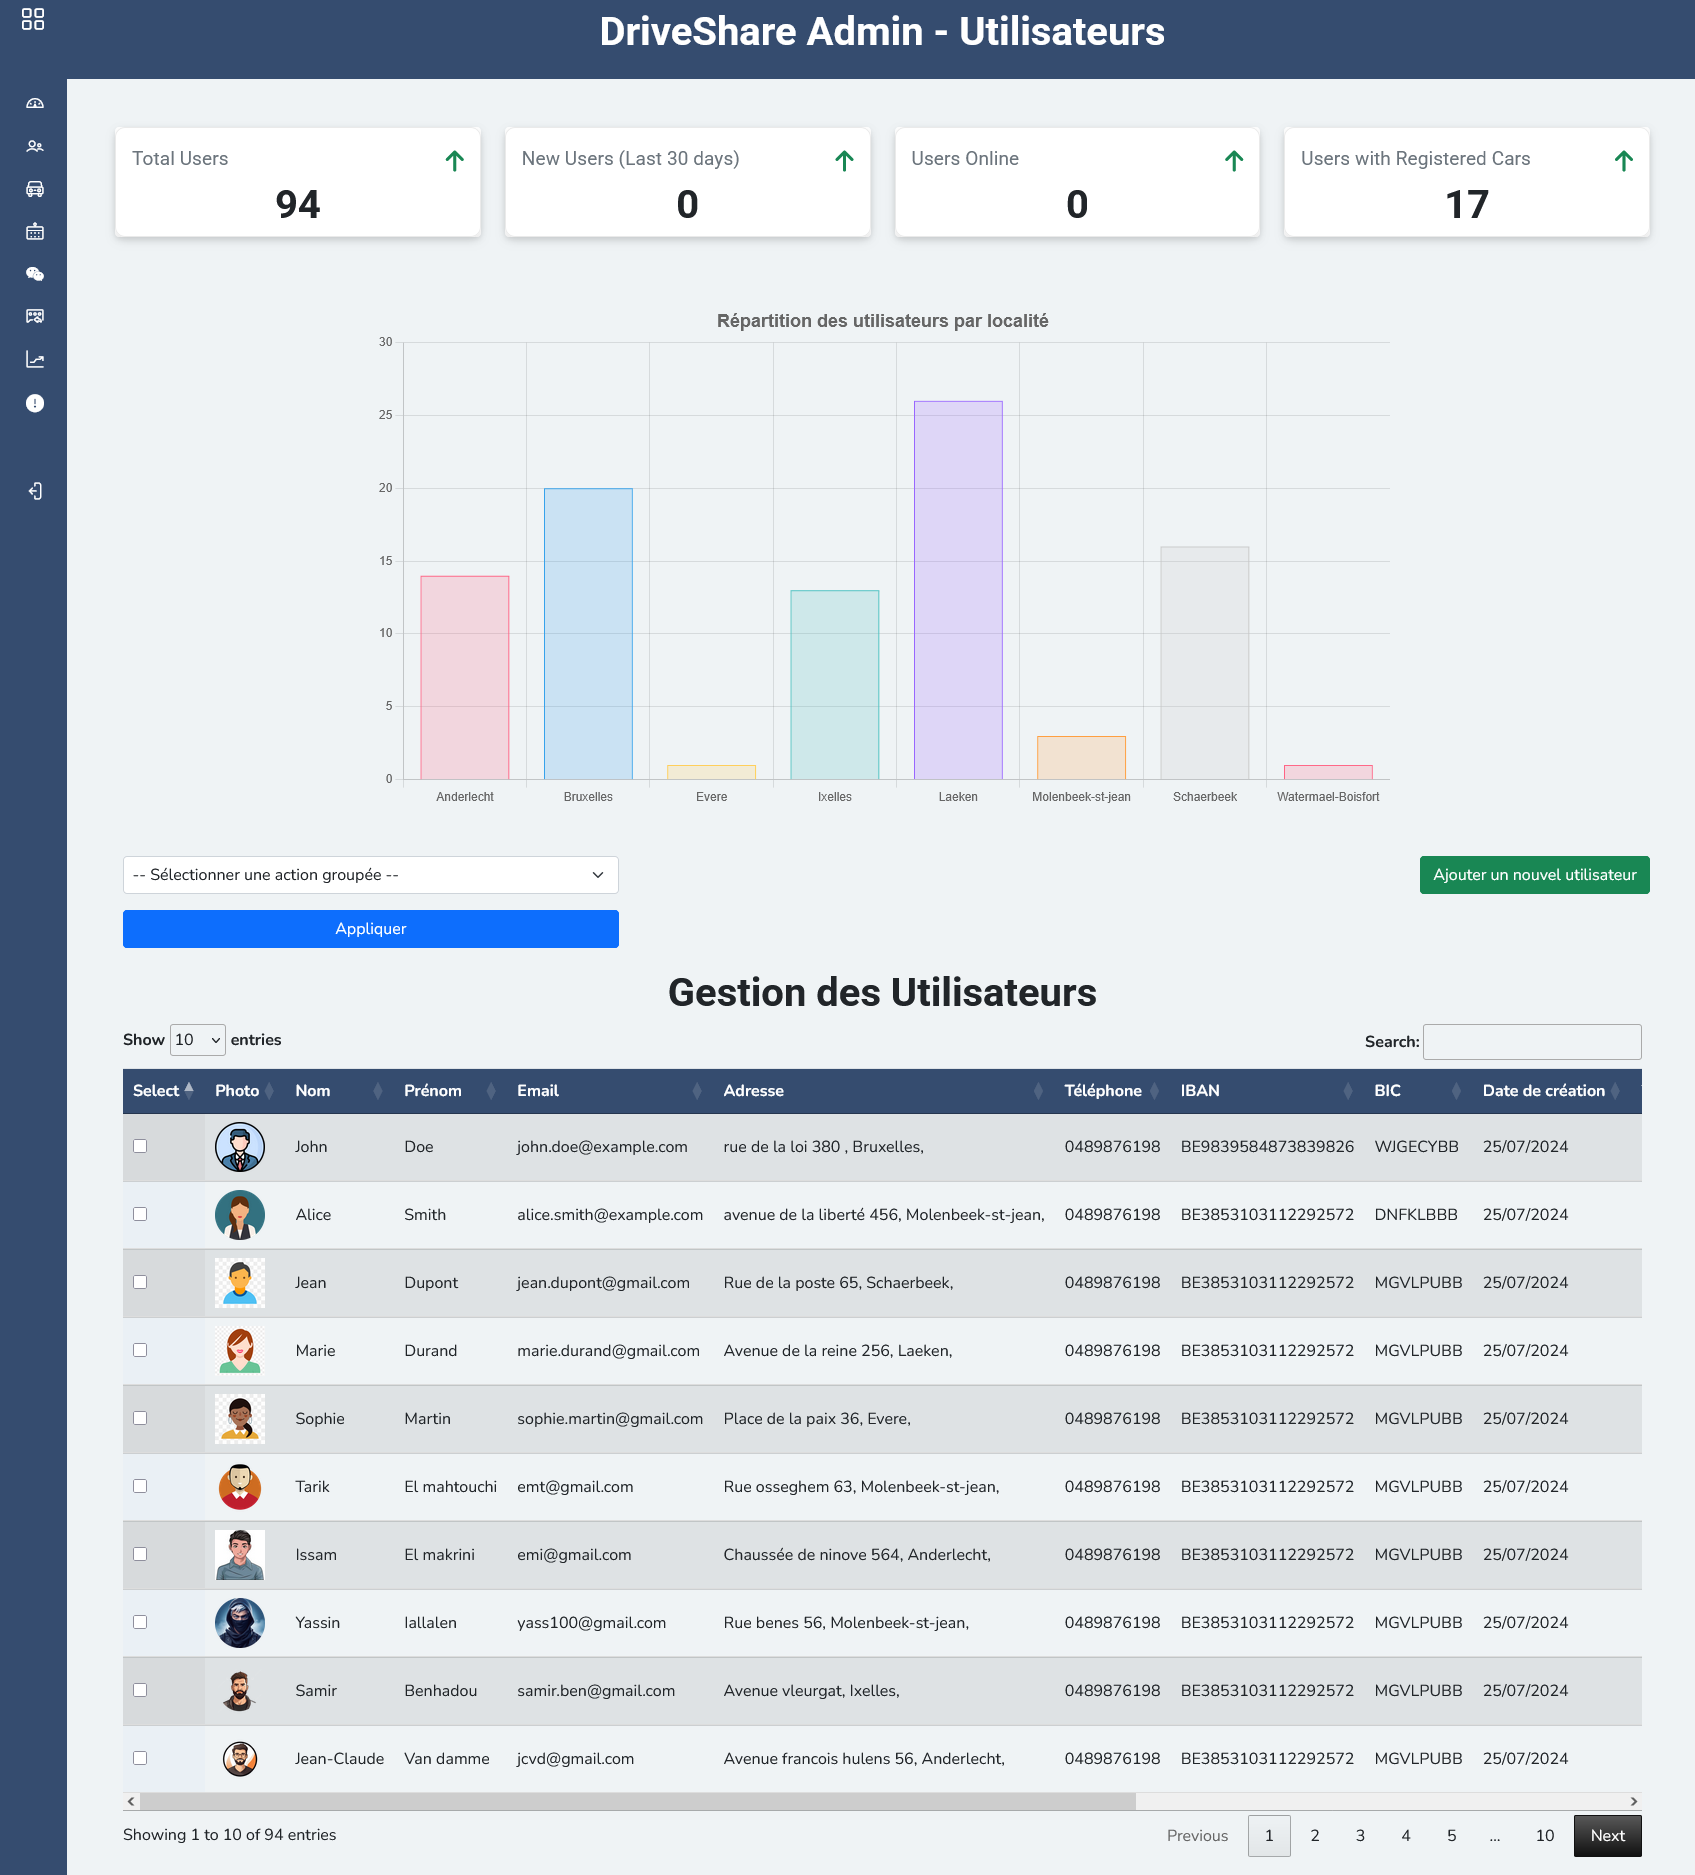 DriveShare Admin - Utilisateurs
Total Users
94
New Users (Last 30 days)
0
Users Online
0
Users with Registered Cars
17
Répartition des utilisateurs par localité
30
25
20
15
10
5
0
Anderlecht Bruxelles Evere Ixelles Laeken Molenbeek-st-jean Schaerbeek Watermael-Boisfort
-- Sélectionner une action groupée --
Ajouter un nouvel utilisateur
Appliquer
Gestion des Utilisateurs
Show 10 entries
Search:
Select Photo Nom Prénom Email Adresse Téléphone IBAN BIC Date de création
John Doe john.doe@example.com rue de la loi 380 , Bruxelles, 0489876198 BE9839584873839826 WJGECYBB 25/07/2024
Alice Smith alice.smith@example.com avenue de la liberté 456, Molenbeek-st-jean, 0489876198 BE3853103112292572 DNFKLBBB 25/07/2024
Jean Dupont jean.dupont@gmail.com Rue de la poste 65, Schaerbeek, 0489876198 BE3853103112292572 MGVLPUBB 25/07/2024
Marie Durand marie.durand@gmail.com Avenue de la reine 256, Laeken, 0489876198 BE3853103112292572 MGVLPUBB 25/07/2024
Sophie Martin sophie.martin@gmail.com Place de la paix 36, Evere, 0489876198 BE3853103112292572 MGVLPUBB 25/07/2024
Tarik El mahtouchi emt@gmail.com Rue osseghem 63, Molenbeek-st-jean, 0489876198 BE3853103112292572 MGVLPUBB 25/07/2024
Issam El makrini emi@gmail.com Chaussée de ninove 564, Anderlecht, 0489876198 BE3853103112292572 MGVLPUBB 25/07/2024
Yassin Iallalen yass100@gmail.com Rue benes 56, Molenbeek-st-jean, 0489876198 BE3853103112292572 MGVLPUBB 25/07/2024
Samir Benhadou samir.ben@gmail.com Avenue vleurgat, Ixelles, 0489876198 BE3853103112292572 MGVLPUBB 25/07/2024
Jean-Claude Van damme jcvd@gmail.com Avenue francois hulens 56, Anderlecht, 0489876198 BE3853103112292572 MGVLPUBB 25/07/2024
Showing 1 to 10 of 94 entries
Previous 1 2 3 4 5 … 10 Next